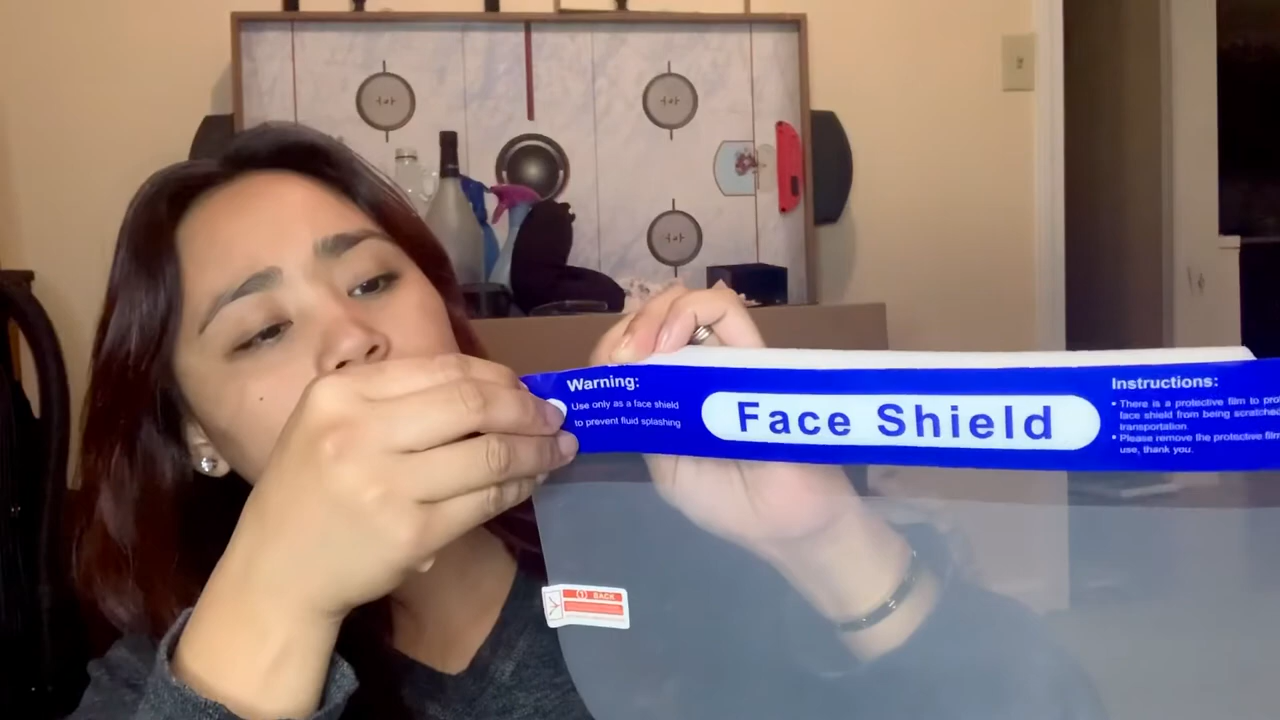 Warning:
Use only as a face shield
to prevent fluid splashing
Face Shield
Instructions:
• There is a protective film to
face shield from being scratched
transportation
• Please remove the protective film
use, thank you.
(1) BACK